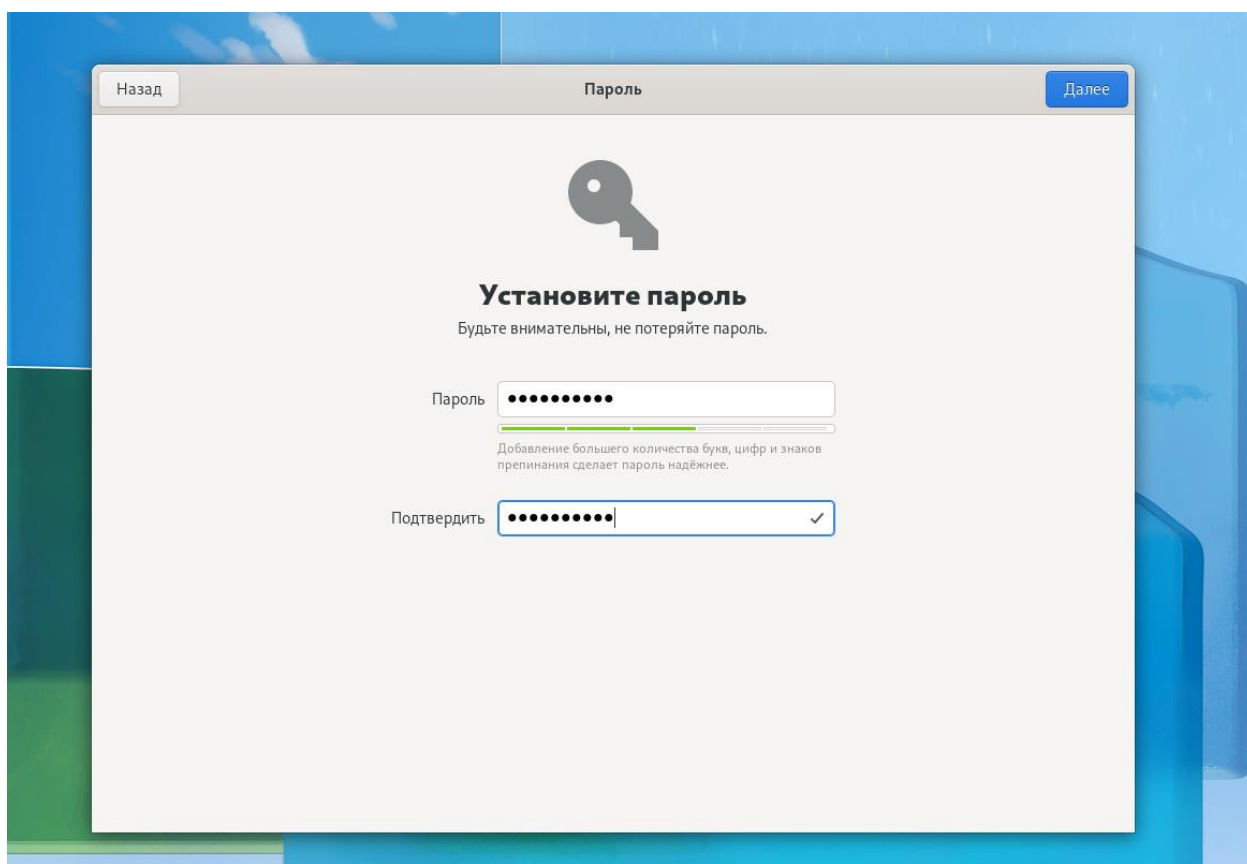 Назад
Пароль
Далее
Установите пароль
Будьте внимательны, не потеряйте пароль.
Пароль ●●●●●●●●●●
Добавление большего количества букв, цифр и знаков
препинания сделает пароль надёжнее.
Подтвердить ●●●●●●●●●●